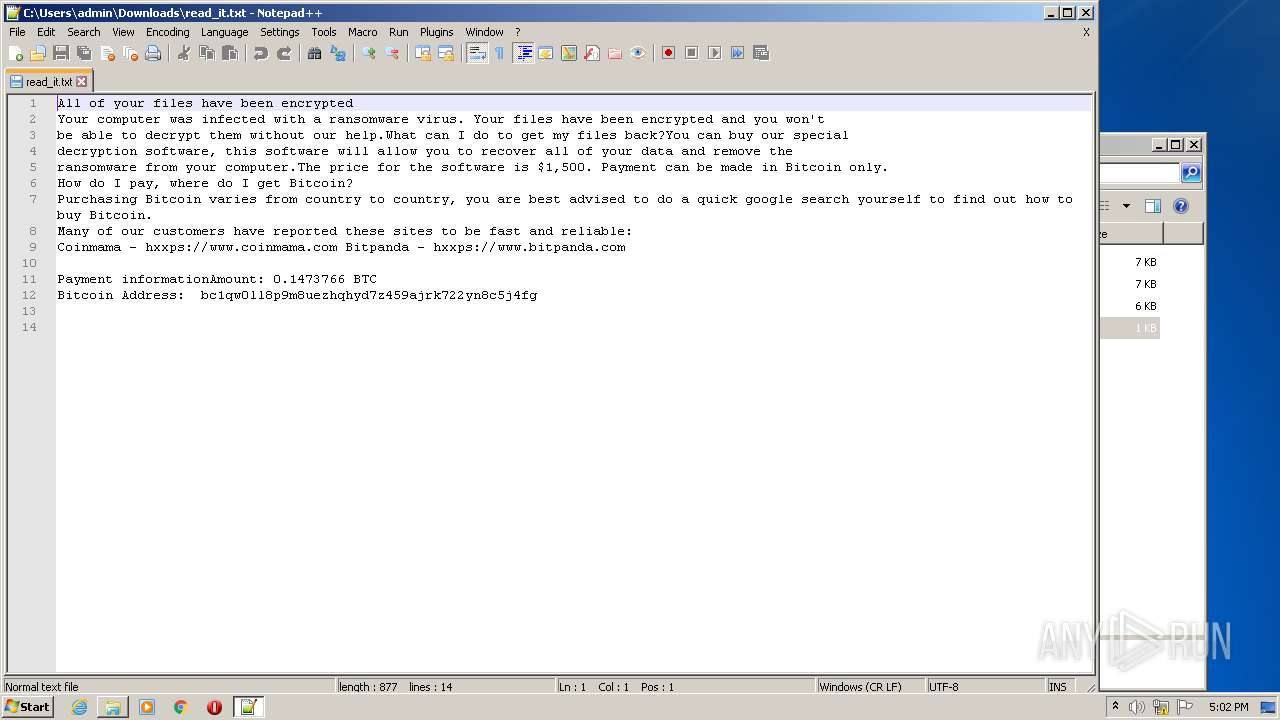 C:\Users\admin\Downloads\read_it.txt - Notepad++
File Edit Search View Encoding Language Settings Tools Macro Run Plugins Window ? X
read_it.txt
1 All of your files have been encrypted
2 Your computer was infected with a ransomware virus. Your files have been encrypted and you won't
3 be able to decrypt them without our help.What can I do to get my files back?You can buy our special
4 decryption software, this software will allow you to recover all of your data and remove the
5 ransomware from your computer.The price for the software is $1,500. Payment can be made in Bitcoin only.
6 How do I pay, where do I get Bitcoin?
7 Purchasing Bitcoin varies from country to country, you are best advised to do a quick google search yourself to find out how to
buy Bitcoin.
8 Many of our customers have reported these sites to be fast and reliable:
9 Coinmama - hxxps://www.coinmama.com Bitpanda - hxxps://www.bitpanda.com
10
11 Payment informationAmount: 0.1473766 BTC
12 Bitcoin Address:  bc1qw0ll8p9m8uezhqhyd7z459ajrk722yn8c5j4fg
13
14
ze
7 KB
7 KB
6 KB
1 KB
ANY RUN
Normal text file length : 877 lines : 14 Ln : 1 Col : 1 Pos : 1 Windows (CR LF) UTF-8 INS
Start 5:02 PM